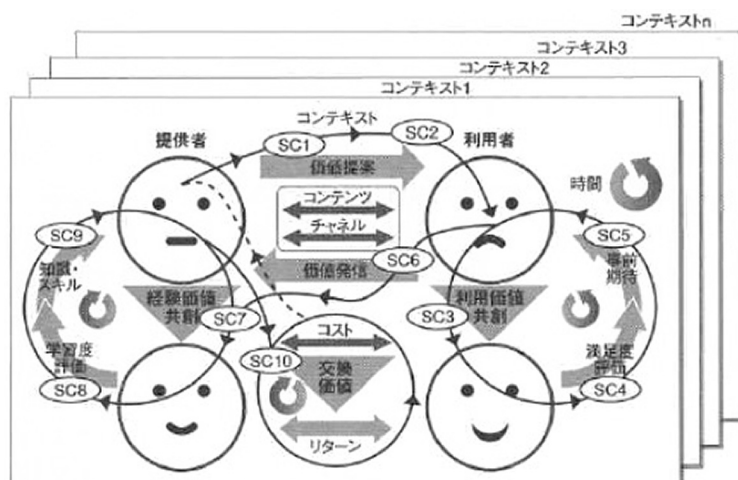 コンテキストn
コンテキスト3
コンテキスト2
コンテキスト1
コンテキスト
提供者
SC1
SC2
利用者
価値提案
時間
コンテンツ
チャネル
SC9
SC5
知識・
スキル
価値発信
SC6
事前
期待
経験価値
共創
SC7
SC3
利用価値
共創
コスト
学習度
評価
SC10
交換
価値
満足度
評価
SC8
SC4
リターン